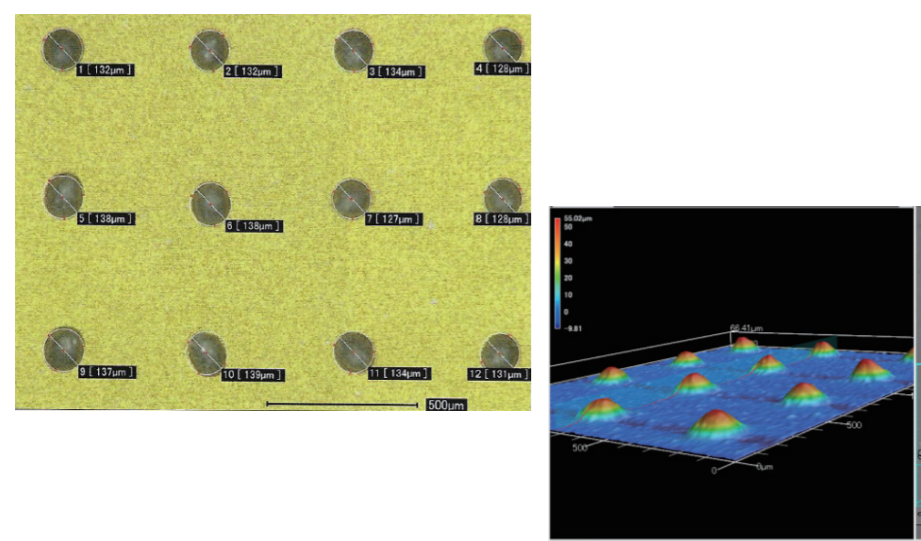 1 [ 132μm ]
2 [ 132μm ]
3 [ 134μm ]
4 [ 128μm ]
5 [ 138μm ]
6 [ 138μm ]
7 [ 127μm ]
8 [ 128μm ]
9 [ 137μm ]
10 [ 139μm ]
11 [ 134μm ]
12 [ 131μm ]
500μm
55.02μm
50
40
30
20
10
0
-9.81
66.41μm
500
500
0
0μm